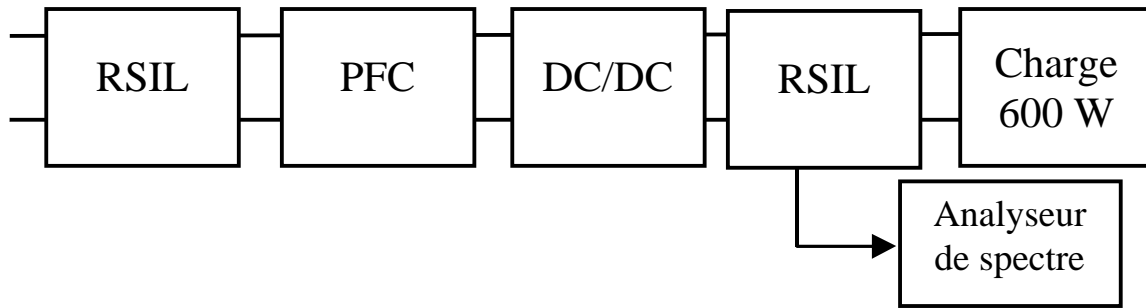 RSIL
PFC
DC/DC
RSIL
Charge
600 W
Analyseur
de spectre